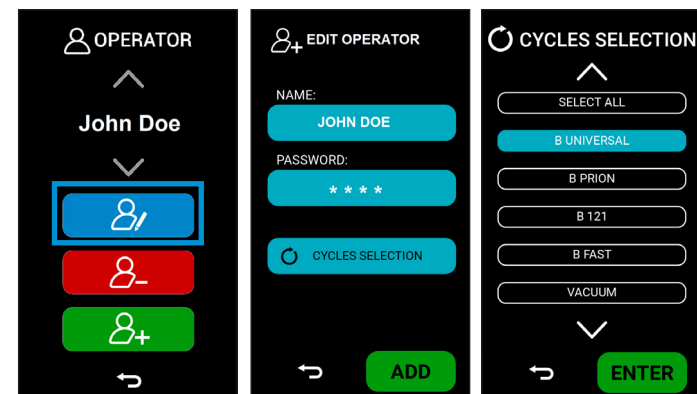 OPERATOR
John Doe
EDIT OPERATOR
NAME:
JOHN DOE
PASSWORD:
* * * *
CYCLES SELECTION
ADD
CYCLES SELECTION
SELECT ALL
B UNIVERSAL
B PRION
B 121
B FAST
VACUUM
ENTER